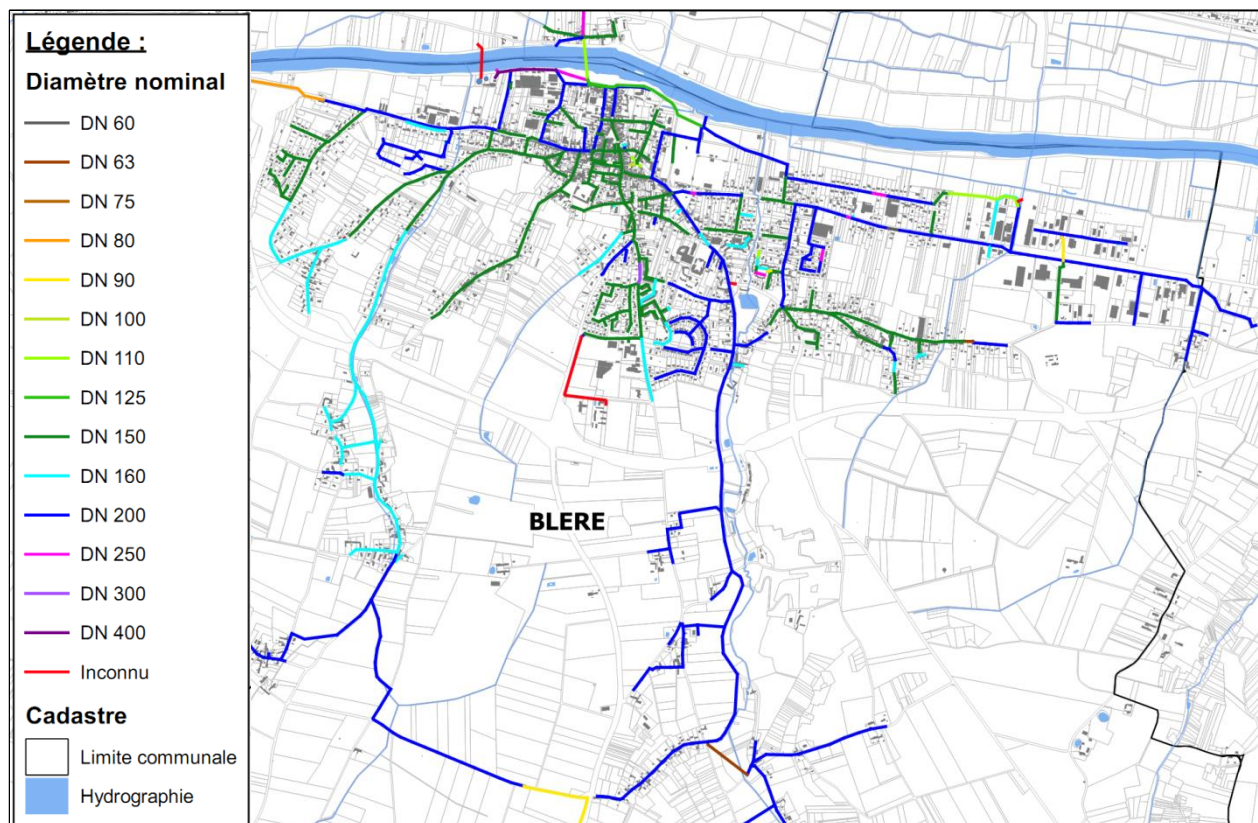 Légende :
Diamètre nominal
DN 60
DN 63
DN 75
DN 80
DN 90
DN 100
DN 110
DN 125
DN 150
DN 160
DN 200
DN 250
DN 300
DN 400
Inconnu
Cadastre
Limite communale
Hydrographie
BLERE